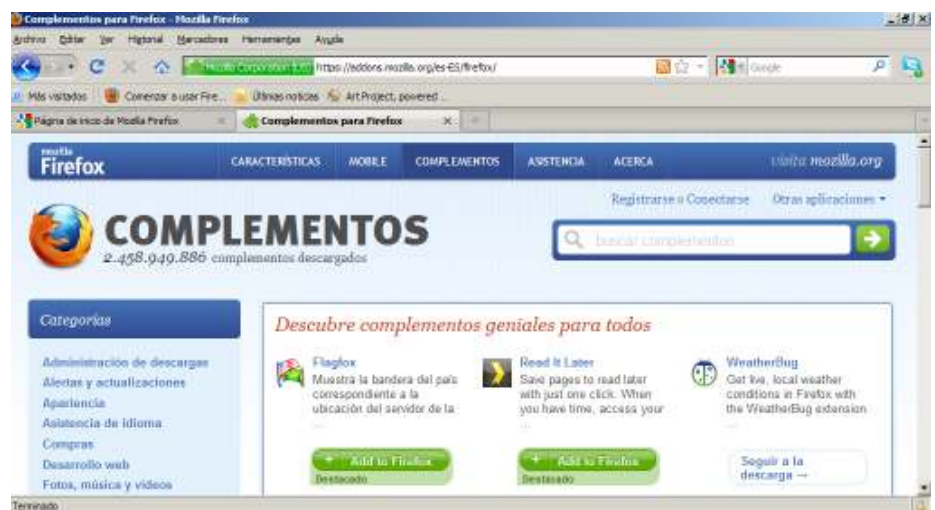 Complementos para Firefox - Mozilla Firefox
Archivo Editar Ver Historial Marcadores Herramientas Ayuda
Mozilla Corporation (US) https://addons.mozilla.org/es-ES/firefox/ Google
Más visitados Comenzar a usar Fire... Últimas noticias Art Project, powered ...
Página de inicio de Mozilla Firefox Complementos para Firefox
mozilla
Firefox CARACTERÍSTICAS MOBILE COMPLEMENTOS ASISTENCIA ACERCA visita mozilla.org
Registrarse o Conectarse Otras aplicaciones
COMPLEMENTOS
buscar complementos
2.458.949.886 complementos descargados
Categorías
Descubre complementos geniales para todos
Administración de descargas
Alertas y actualizaciones
Apariencia
Asistencia de idioma
Compras
Desarrollo web
Fotos, música y vídeos
Flagfox
Muestra la bandera del país
correspondiente a la
ubicación del servidor de la
...
+ Add to Firefox
Destacado
Read It Later
Save pages to read later
with just one click. When
you have time, access your
...
+ Add to Firefox
Destacado
WeatherBug
Get live, local weather
conditions in Firefox with
the WeatherBug extension
...
Seguir a la
descarga →
Terminado